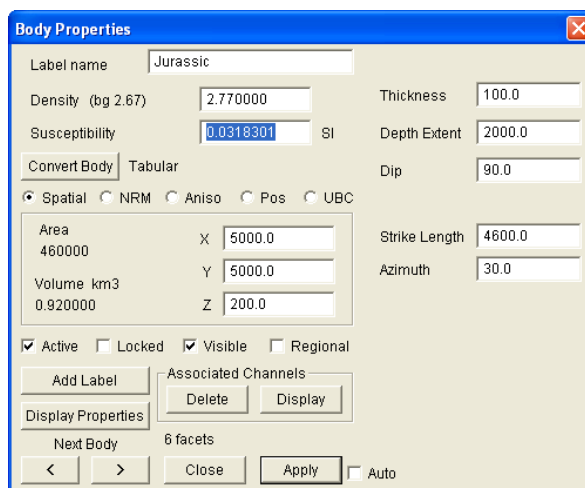 Body Properties
Label name Jurassic
Density (bg 2.67) 2.770000
Thickness 100.0
Susceptibility 0.0318301 SI
Depth Extent 2000.0
Convert Body Tabular
Dip 90.0
Spatial NRM Aniso Pos UBC
Area
460000
X 5000.0
Strike Length 4600.0
Y 5000.0
Azimuth 30.0
Volume km3
0.920000
Z 200.0
Active Locked Visible Regional
Add Label
Associated Channels
Delete Display
Display Properties
Next Body
6 facets
< > Close Apply Auto